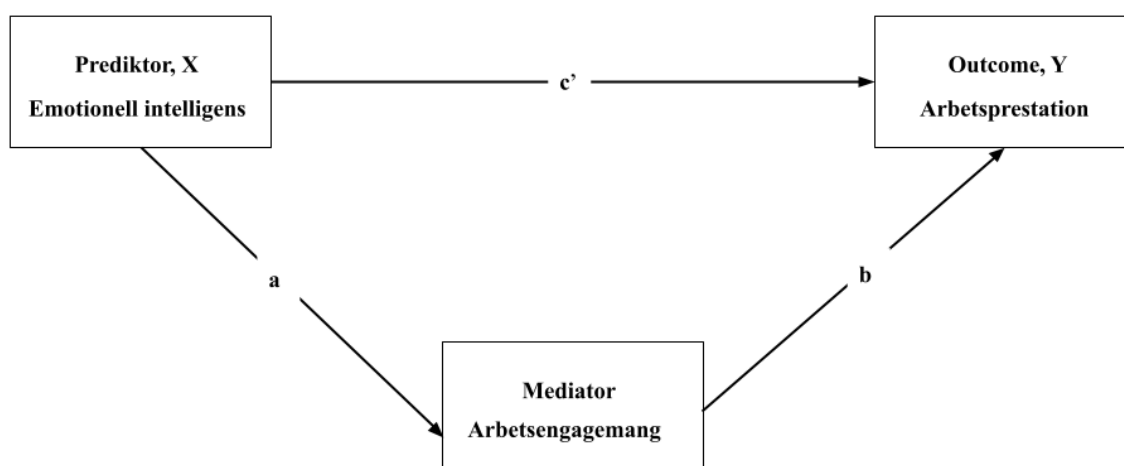 Prediktor, X
Emotionell intelligens
c’
Outcome, Y
Arbetsprestation
a
b
Mediator
Arbetsengagemang